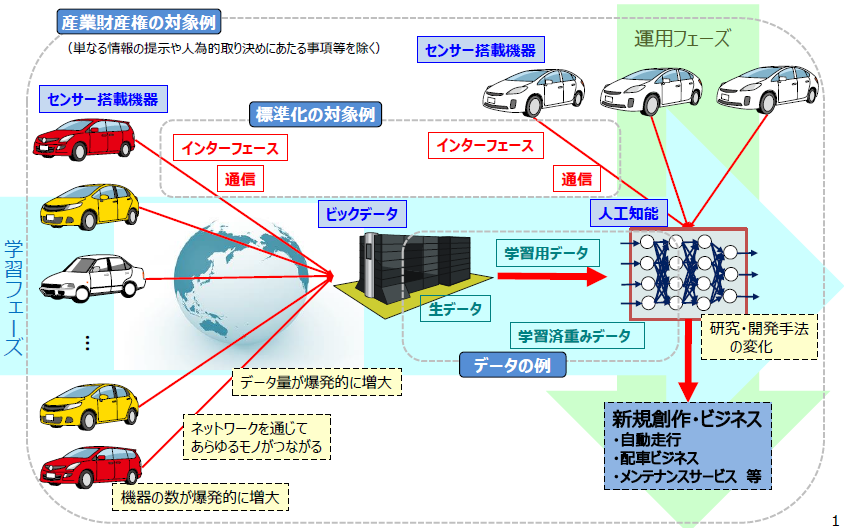 産業財産権の対象例
（単なる情報の提示や人為的取り決めにあたる事項等を除く）
センサー搭載機器
運用フェーズ
センサー搭載機器
標準化の対象例
インターフェース
インターフェース
通信
通信
ビックデータ
人工知能
学習フェーズ
学習用データ
生データ
学習済重みデータ
データの例
研究・開発手法
の変化
…
データ量が爆発的に増大
ネットワークを通じて
あらゆるモノがつながる
機器の数が爆発的に増大
新規創作・ビジネス
・自動走行
・配車ビジネス
・メンテナンスサービス 等
1